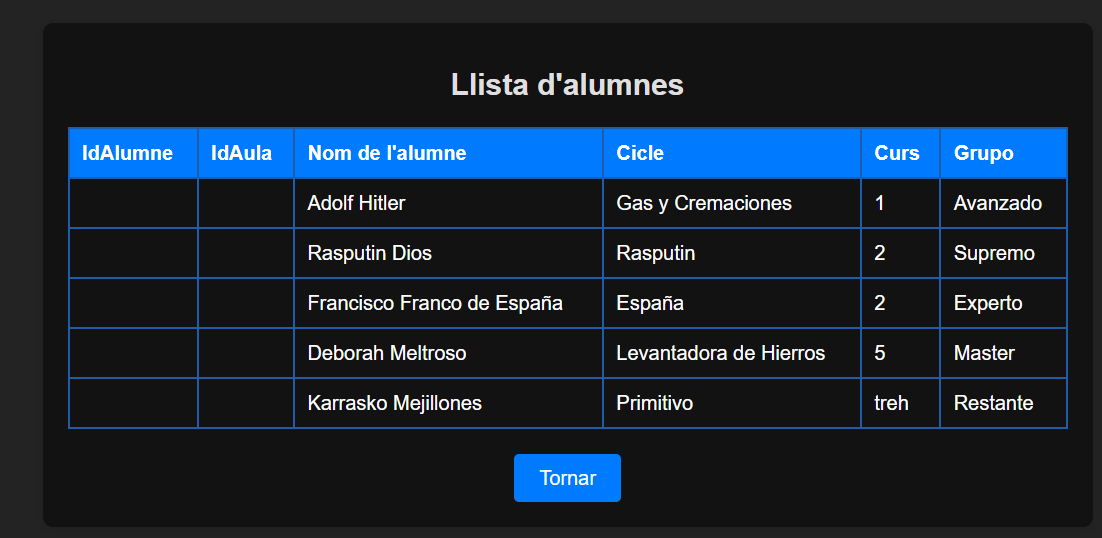 Llista d'alumnes
IdAlumne IdAula Nom de l'alumne Cicle Curs Grupo
Adolf Hitler Gas y Cremaciones 1 Avanzado
Rasputin Dios Rasputin 2 Supremo
Francisco Franco de España España 2 Experto
Deborah Meltroso Levantadora de Hierros 5 Master
Karrasko Mejillones Primitivo treh Restante
Tornar